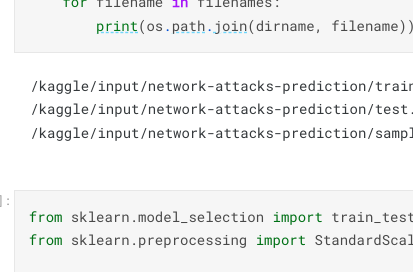 for filename in filenames:
print(os.path.join(dirname, filename))
/kaggle/input/network-attacks-prediction/train
/kaggle/input/network-attacks-prediction/test.
/kaggle/input/network-attacks-prediction/sampl
]:
from sklearn.model_selection import train_test
from sklearn.preprocessing import StandardScal